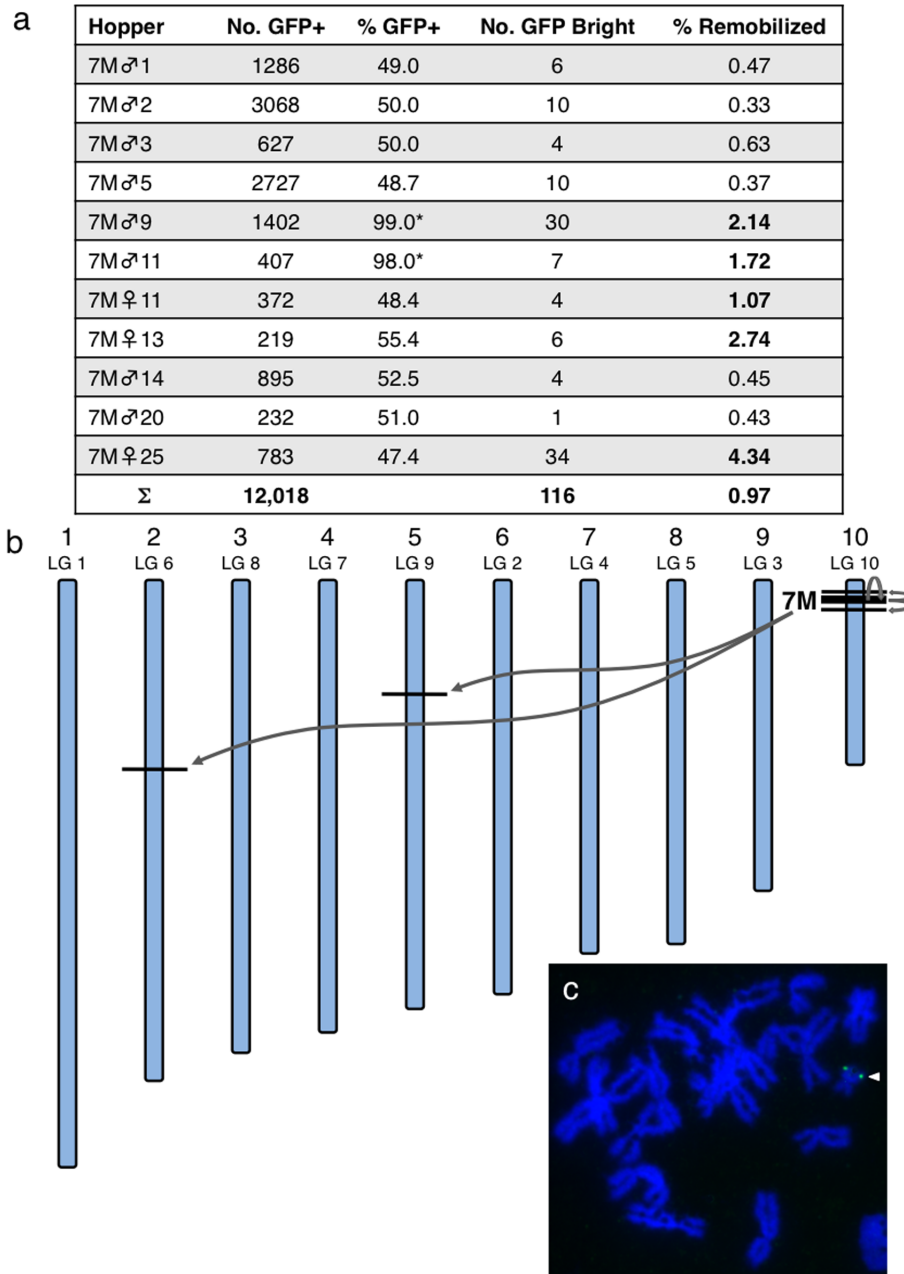 a
Hopper No. GFP+ % GFP+ No. GFP Bright % Remobilized
7M♂1 1286 49.0 6 0.47
7M♂2 3068 50.0 10 0.33
7M♂3 627 50.0 4 0.63
7M♂5 2727 48.7 10 0.37
7M♂9 1402 99.0* 30 2.14
7M♂11 407 98.0* 7 1.72
7M♀11 372 48.4 4 1.07
7M♀13 219 55.4 6 2.74
7M♂14 895 52.5 4 0.45
7M♂20 232 51.0 1 0.43
7M♀25 783 47.4 34 4.34
Σ 12,018 116 0.97
b
1 2 3 4 5 6 7 8 9 10
LG 1 LG 6 LG 8 LG 7 LG 9 LG 2 LG 4 LG 5 LG 3 LG 10
7M
c